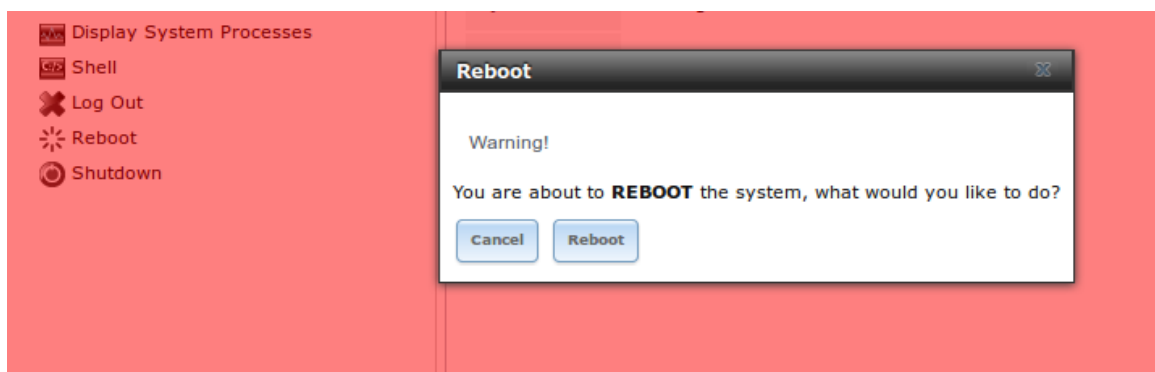 Display System Processes
Shell
Log Out
Reboot
Shutdown
Reboot
Warning!
You are about to REBOOT the system, what would you like to do?
Cancel
Reboot